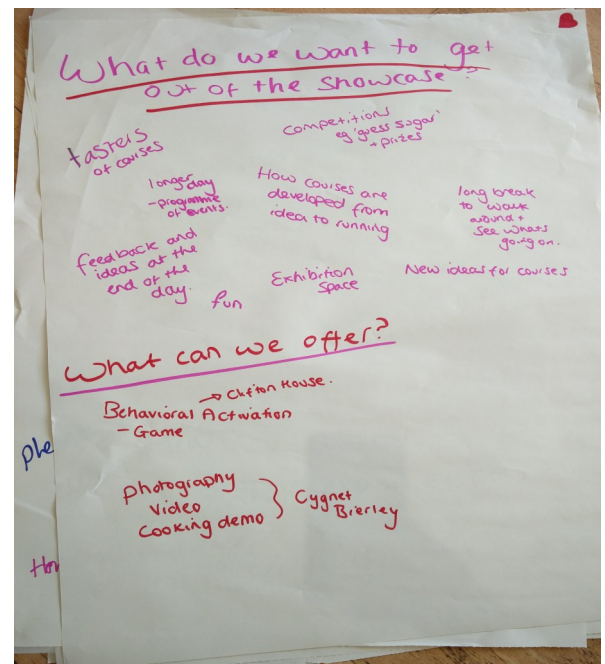 What do we want to get
out of the showcase?
tasters
of courses
Competitions
eg 'guess sugar'
+ prizes
longer day
- programme
of events.
How courses are
developed from
idea to running
long break
to walk
around +
see whats
going on.
feedback and
ideas at the
end of the
day.
fun
Exhibition
Space
New ideas for courses
What can we offer?
→ Clifton House.
Behavioral Activation
- Game
photography
video
cooking demo
Cygnet
Bierley